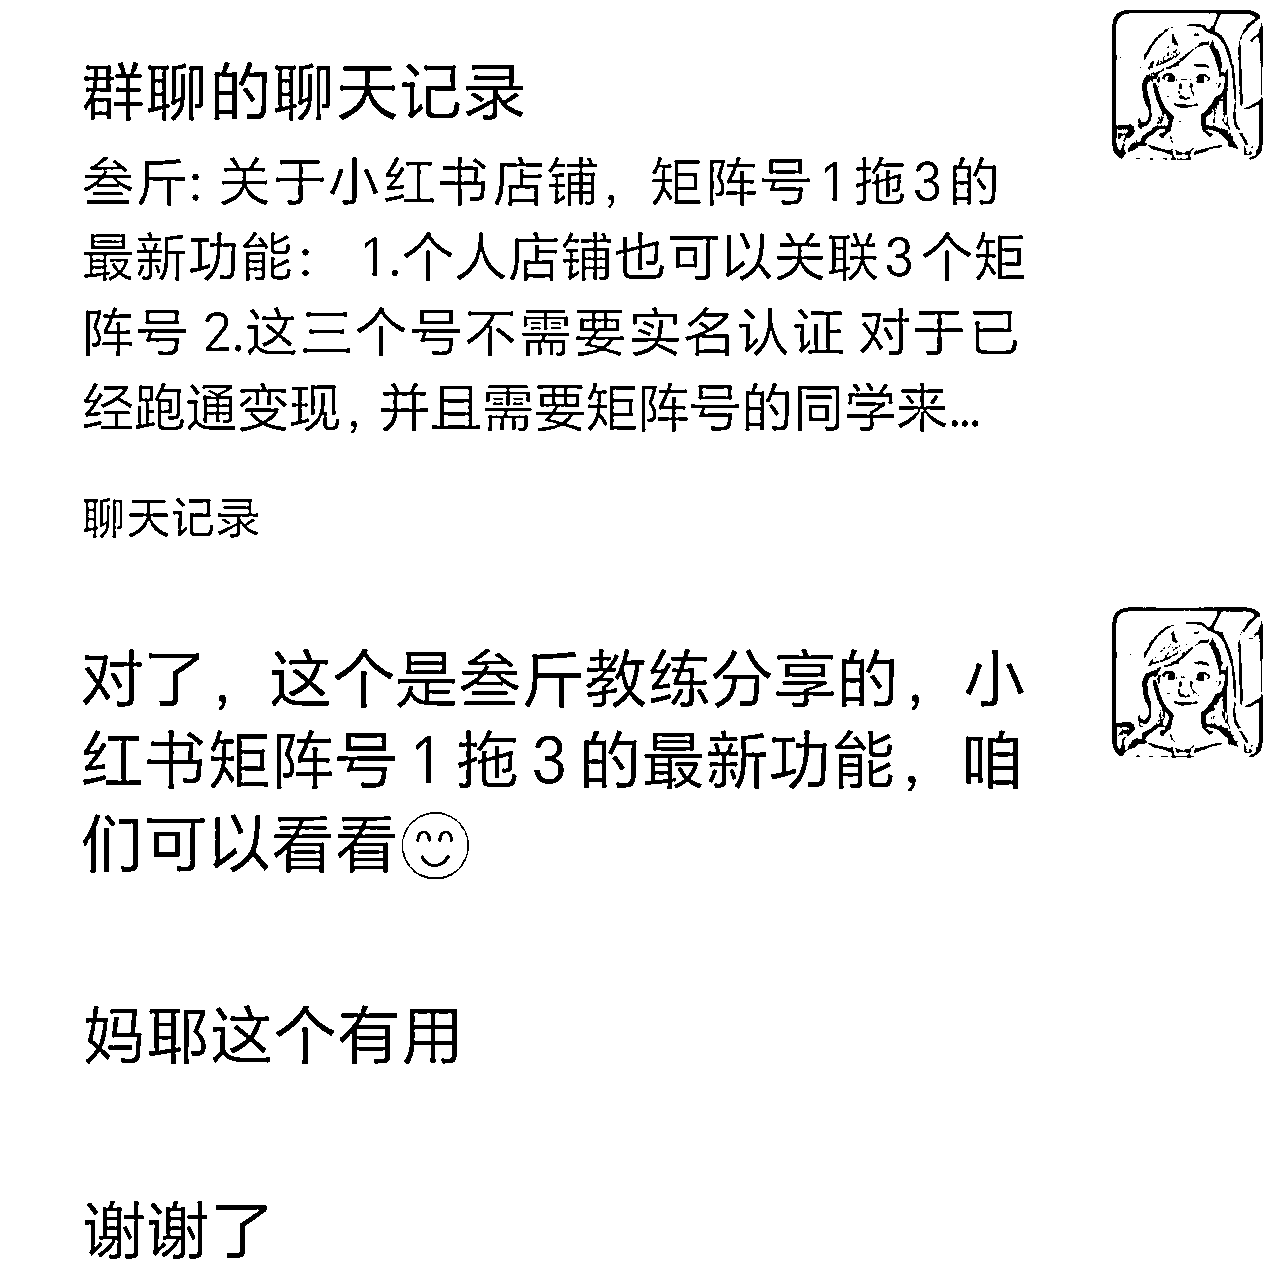 群聊的聊天记录
叁斤: 关于小红书店铺，矩阵号1拖3的
最新功能： 1.个人店铺也可以关联3个矩
阵号 2.这三个号不需要实名认证 对于已
经跑通变现, 并且需要矩阵号的同学来...
聊天记录
对了，这个是叁斤教练分享的，小
红书矩阵号1拖3的最新功能，咱
们可以看看😊
妈耶这个有用
谢谢了